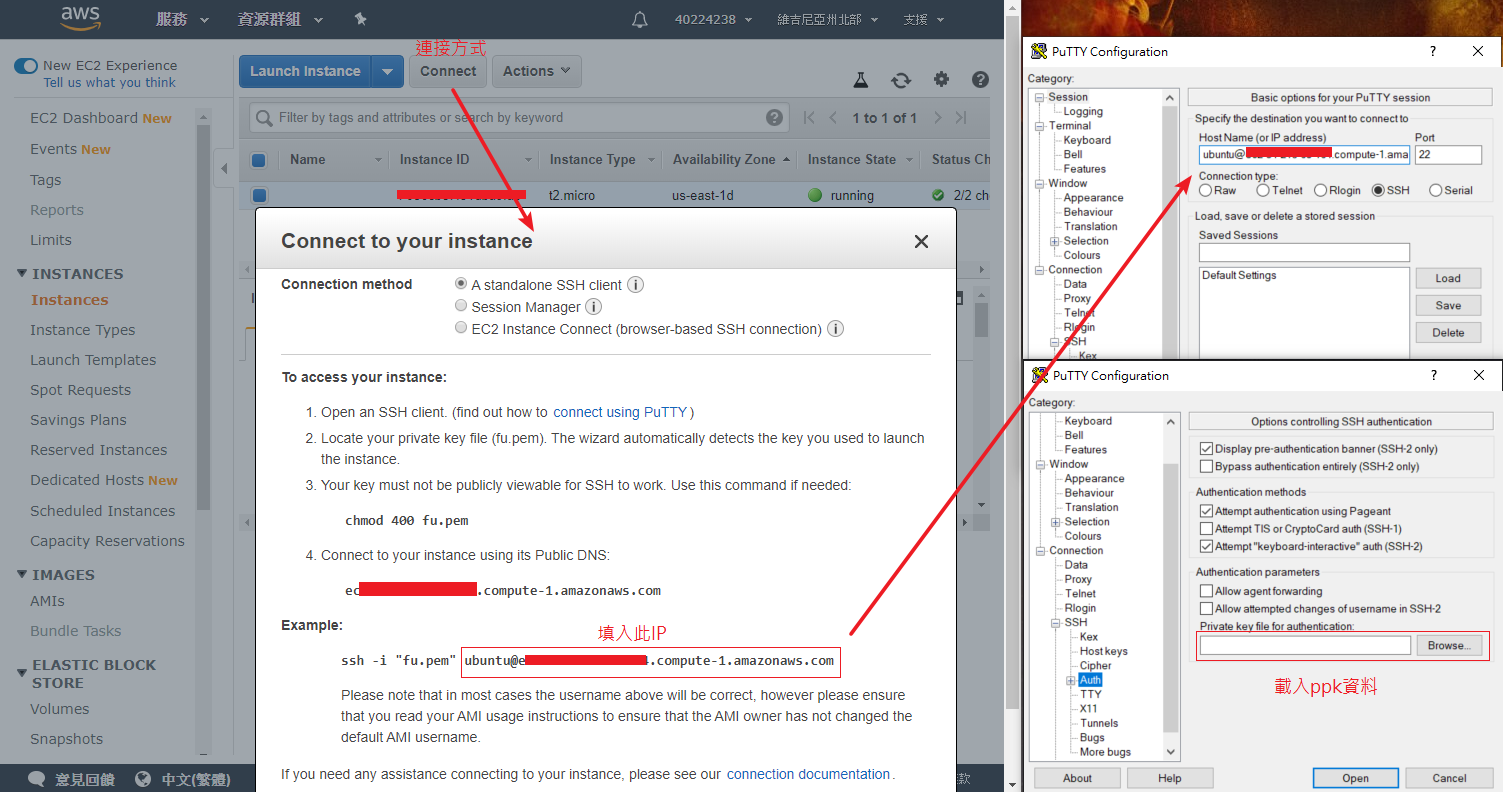 aws
服務
資源群組
40224238
維吉尼亞州北部
支援
連接方式
New EC2 Experience
Tell us what you think
Launch Instance
Connect
Actions
EC2 Dashboard New
Events New
Tags
Reports
Limits
INSTANCES
Instances
Instance Types
Launch Templates
Spot Requests
Savings Plans
Reserved Instances
Dedicated Hosts New
Scheduled Instances
Capacity Reservations
IMAGES
AMIs
Bundle Tasks
ELASTIC BLOCK
STORE
Volumes
Snapshots
意見回饋
中文(繁體)
Filter by tags and attributes or search by keyword
1 to 1 of 1
Name
Instance ID
Instance Type
Availability Zone
Instance State
Status Ch
t2.micro
us-east-1d
running
2/2 che
Connect to your instance
Connection method
A standalone SSH client
Session Manager
EC2 Instance Connect (browser-based SSH connection)
To access your instance:
1. Open an SSH client. (find out how to connect using PuTTY)
2. Locate your private key file (fu.pem). The wizard automatically detects the key you used to launch
the instance.
3. Your key must not be publicly viewable for SSH to work. Use this command if needed:
chmod 400 fu.pem
4. Connect to your instance using its Public DNS:
ec .compute-1.amazonaws.com
Example:
填入此IP
ssh -i "fu.pem" ubuntu@e .compute-1.amazonaws.com
Please note that in most cases the username above will be correct, however please ensure
that you read your AMI usage instructions to ensure that the AMI owner has not changed the
default AMI username.
If you need any assistance connecting to your instance, please see our connection documentation.
款
PuTTY Configuration
?
Category:
Session
Logging
Terminal
Keyboard
Bell
Features
Window
Appearance
Behaviour
Translation
Selection
Colours
Connection
Data
Proxy
Telnet
Rlogin
SSH
Kex
Basic options for your PuTTY session
Specify the destination you want to connect to
Host Name (or IP address)
Port
ubuntu@ .compute-1.ama
22
Connection type:
Raw
Telnet
Rlogin
SSH
Serial
Load, save or delete a stored session
Saved Sessions
Default Settings
Load
Save
Delete
PuTTY Configuration
?
Category:
Keyboard
Bell
Features
Window
Appearance
Behaviour
Translation
Selection
Colours
Connection
Data
Proxy
Telnet
Rlogin
SSH
Kex
Host keys
Cipher
Auth
TTY
X11
Tunnels
Bugs
More bugs
Options controlling SSH authentication
Display pre-authentication banner (SSH-2 only)
Bypass authentication entirely (SSH-2 only)
Authentication methods
Attempt authentication using Pageant
Attempt TIS or CryptoCard auth (SSH-1)
Attempt "keyboard-interactive" auth (SSH-2)
Authentication parameters
Allow agent forwarding
Allow attempted changes of username in SSH-2
Private key file for authentication:
Browse...
載入ppk資料
About
Help
Open
Cancel